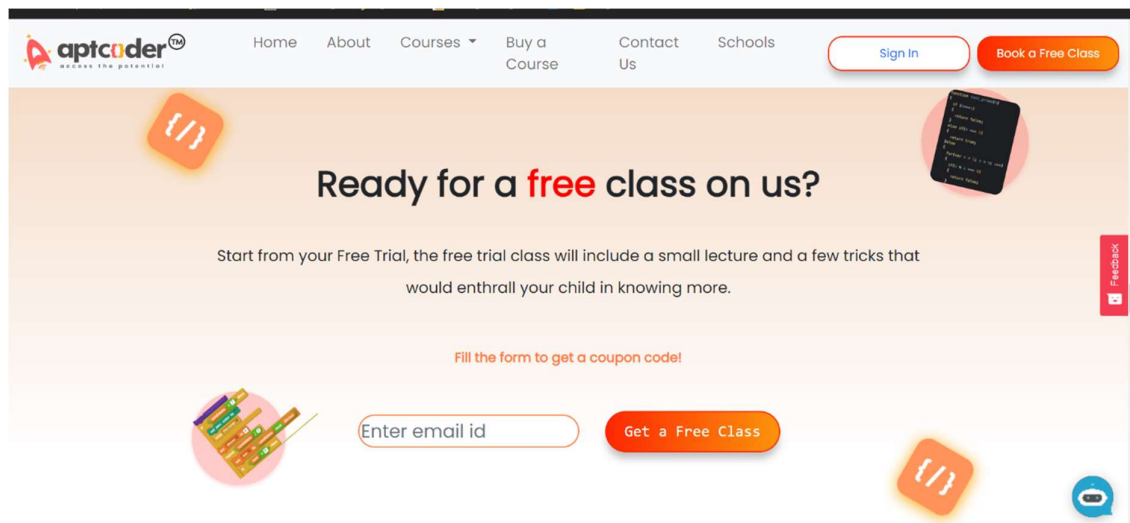 aptcoder™
access the potential
Home
About
Courses
Buy a
Course
Contact
Us
Schools
Sign In
Book a Free Class
{/}
Ready for a free class on us?
Start from your Free Trial, the free trial class will include a small lecture and a few tricks that
would enthrall your child in knowing more.
Feedback
Fill the form to get a coupon code!
Enter email id
Get a Free Class
{/}